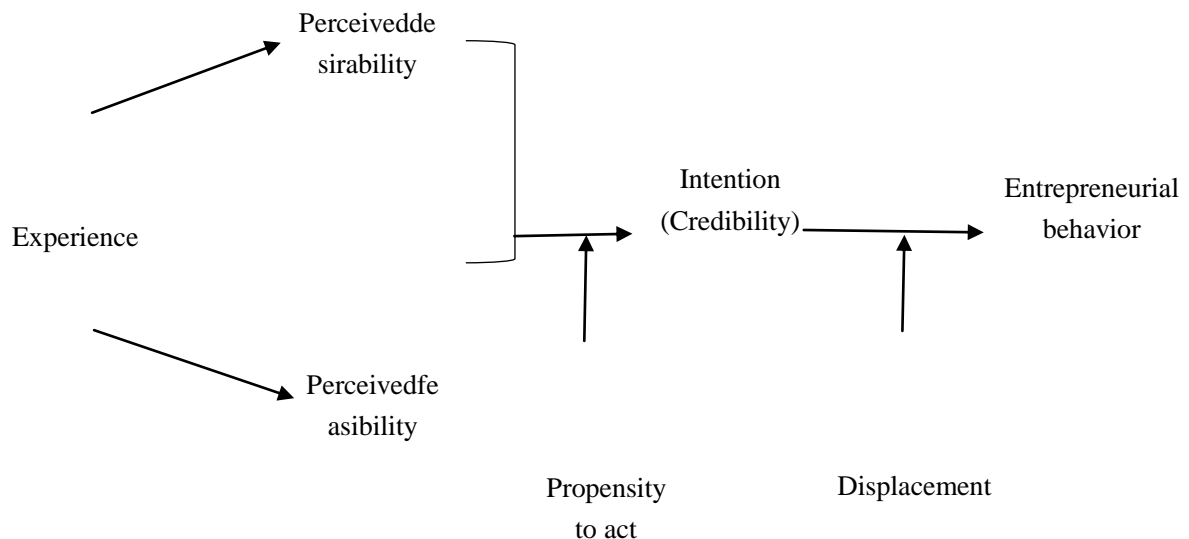 Perceivedde
sirability
Intention
(Credibility)
Entrepreneurial
behavior
Experience
Perceivedfe
asibility
Propensity
to act
Displacement